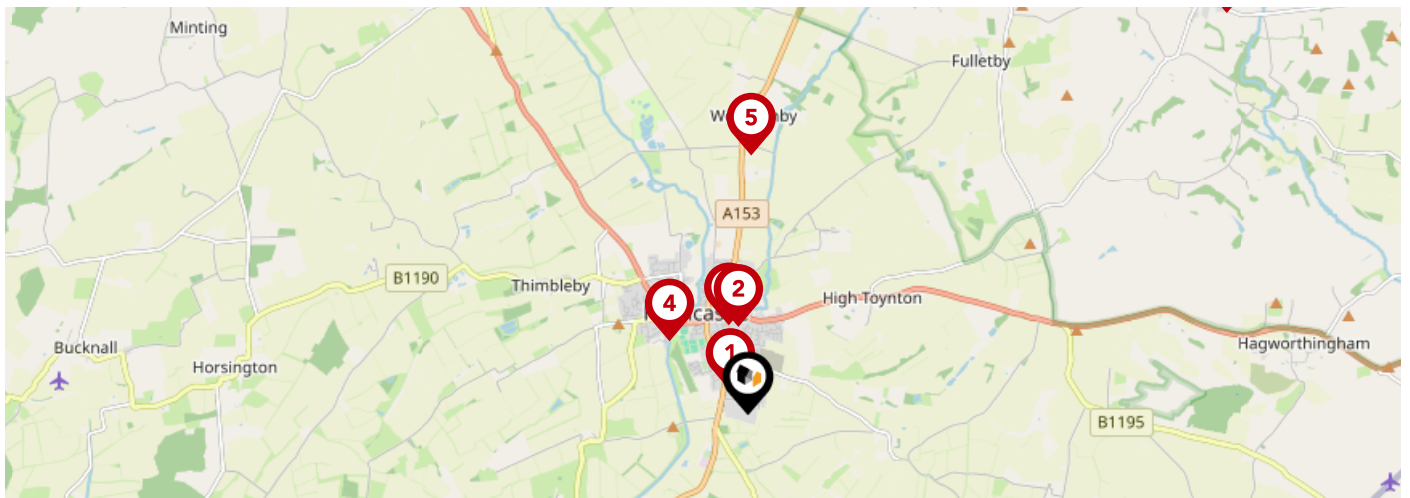 Minting
Fulletby
5
A153
B1190
Thimbleby
4
2
High Toynton
1
Bucknall
Horsington
Hagworthingham
B1195